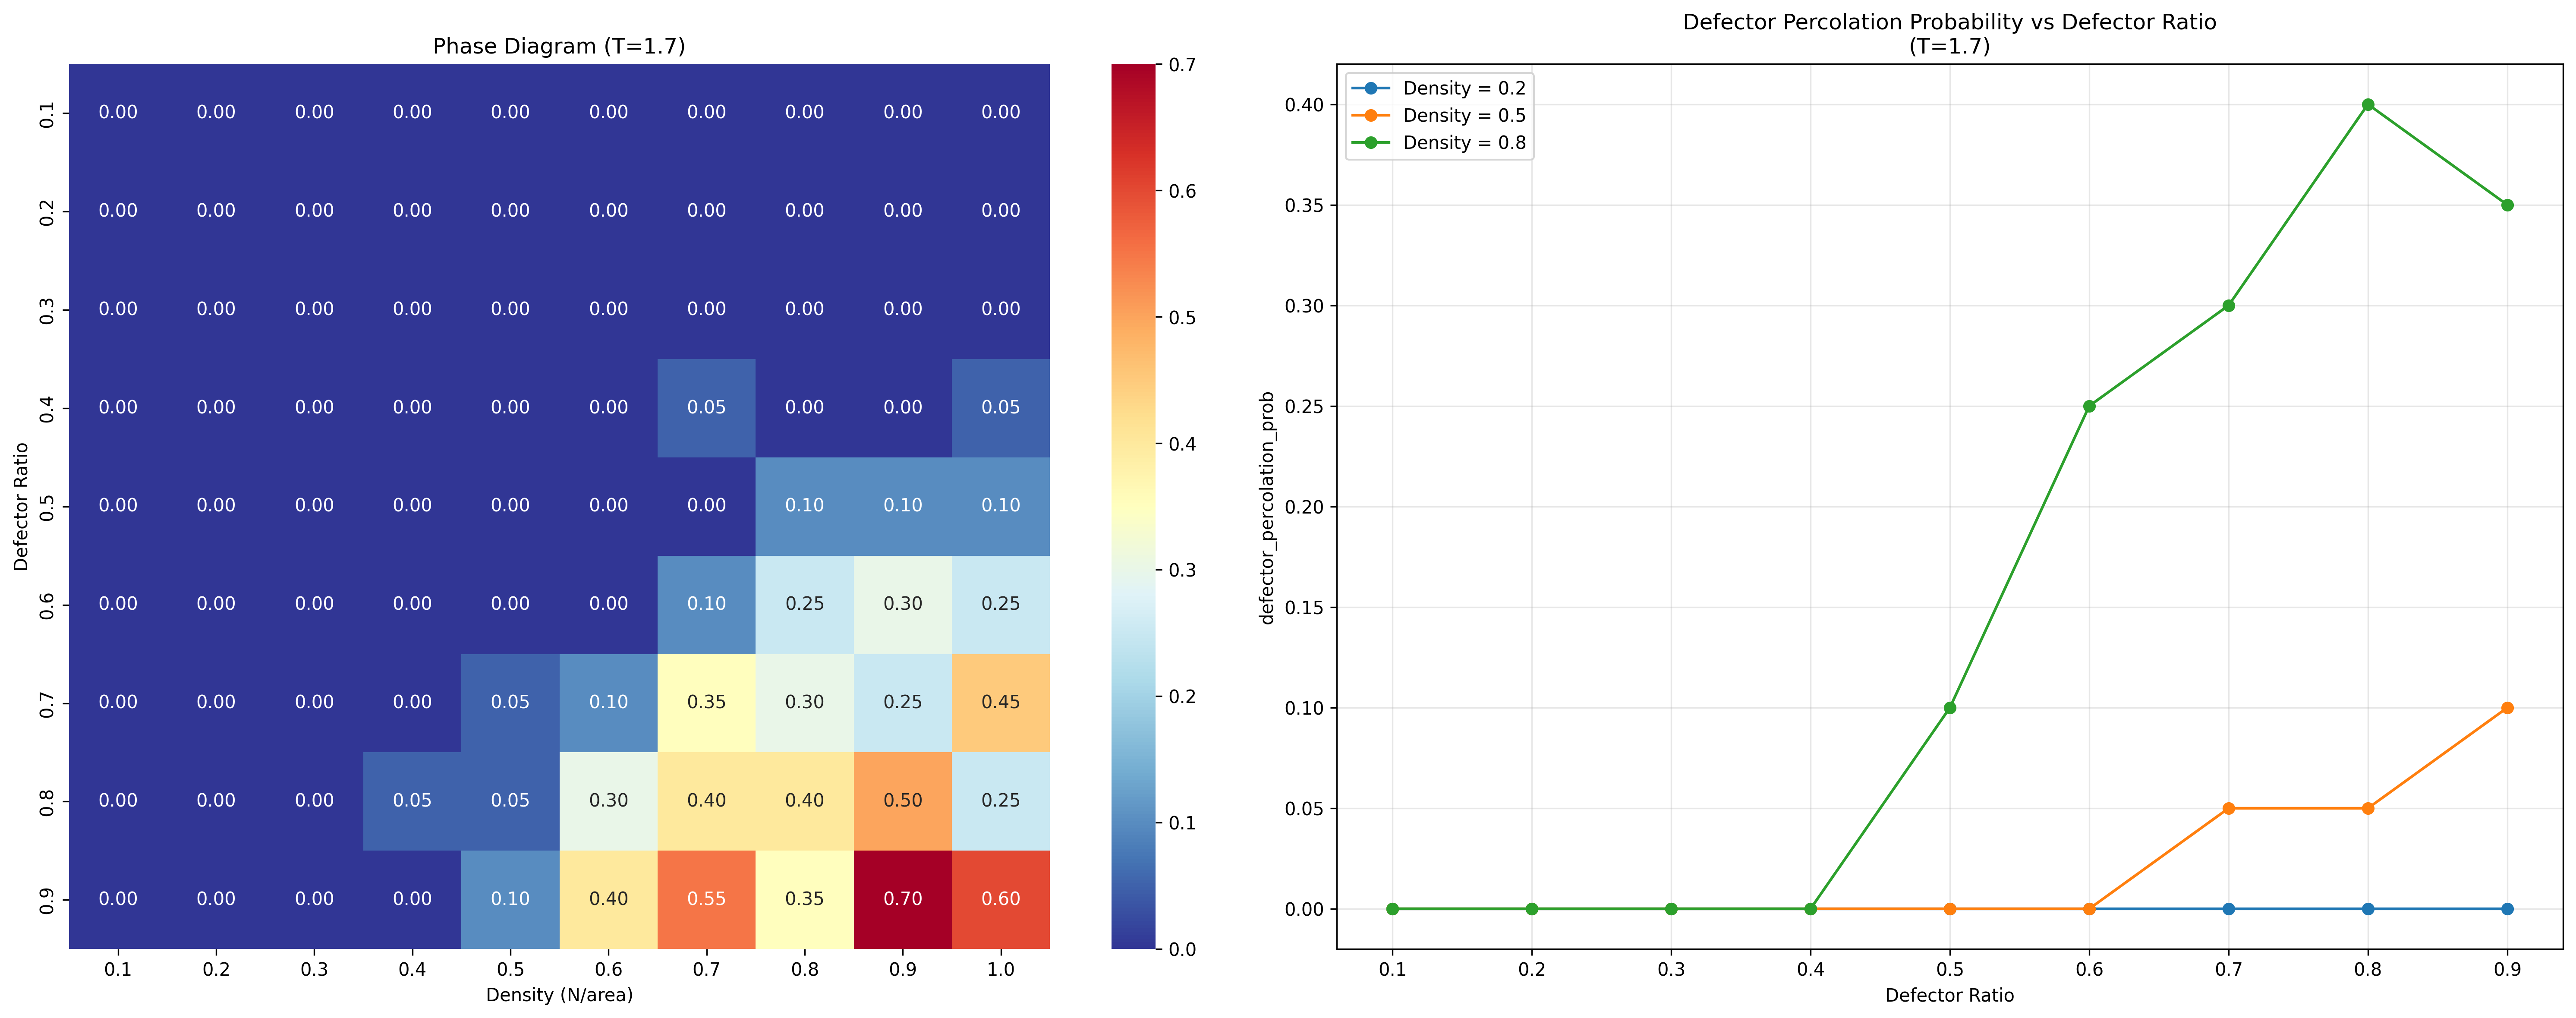 Phase Diagram (T=1.7)
Defector Ratio
0.1 0.00 0.00 0.00 0.00 0.00 0.00 0.00 0.00 0.00 0.00
0.2 0.00 0.00 0.00 0.00 0.00 0.00 0.00 0.00 0.00 0.00
0.3 0.00 0.00 0.00 0.00 0.00 0.00 0.00 0.00 0.00 0.00
0.4 0.00 0.00 0.00 0.00 0.00 0.00 0.05 0.00 0.00 0.05
0.5 0.00 0.00 0.00 0.00 0.00 0.00 0.00 0.10 0.10 0.10
0.6 0.00 0.00 0.00 0.00 0.00 0.00 0.10 0.25 0.30 0.25
0.7 0.00 0.00 0.00 0.00 0.05 0.10 0.35 0.30 0.25 0.45
0.8 0.00 0.00 0.00 0.05 0.05 0.30 0.40 0.40 0.50 0.25
0.9 0.00 0.00 0.00 0.00 0.10 0.40 0.55 0.35 0.70 0.60
0.1 0.2 0.3 0.4 0.5 0.6 0.7 0.8 0.9 1.0
Density (N/area)
0.7
0.6
0.5
0.4
0.3
0.2
0.1
0.0
Defector Percolation Probability vs Defector Ratio
(T=1.7)
Density = 0.2
Density = 0.5
Density = 0.8
defector_percolation_prob
0.40
0.35
0.30
0.25
0.20
0.15
0.10
0.05
0.00
0.1 0.2 0.3 0.4 0.5 0.6 0.7 0.8 0.9
Defector Ratio